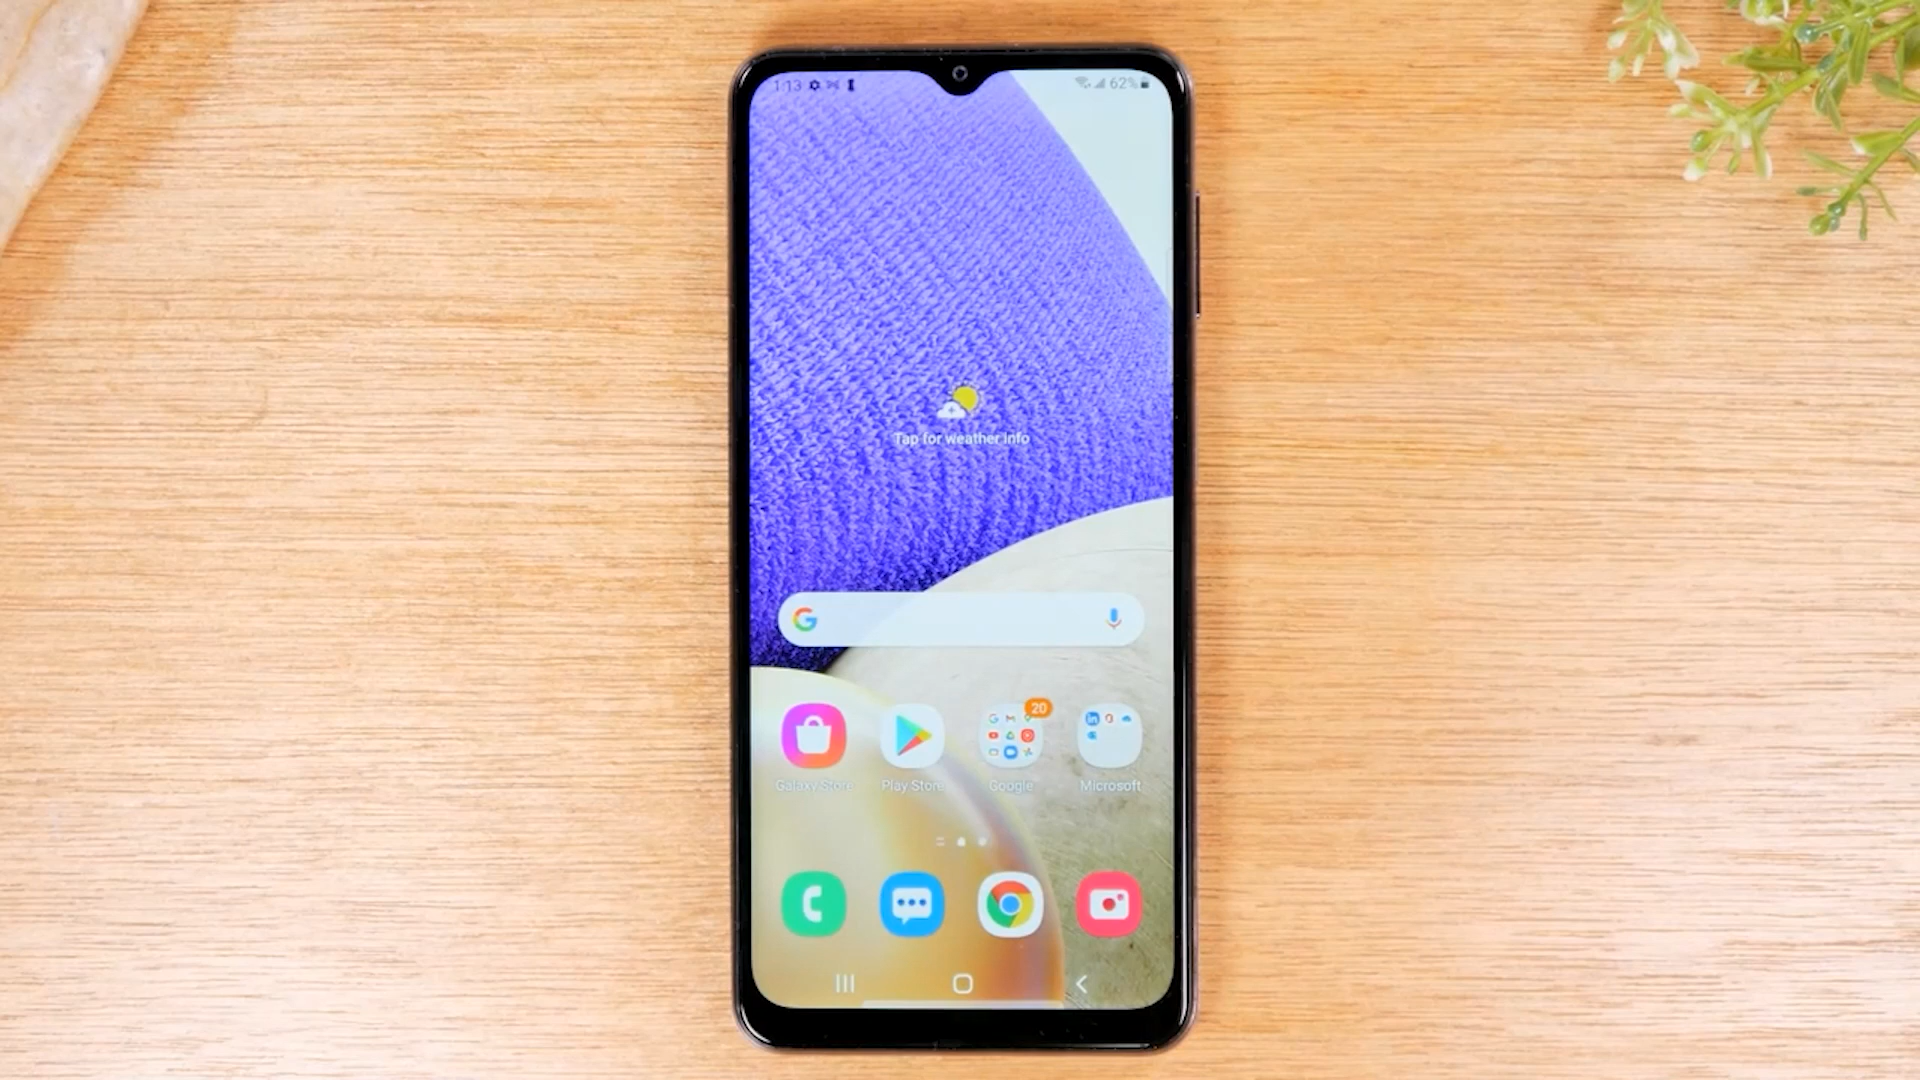 1:13 62%
Tap for weather info
G
20
Galaxy Store Play Store Google Microsoft